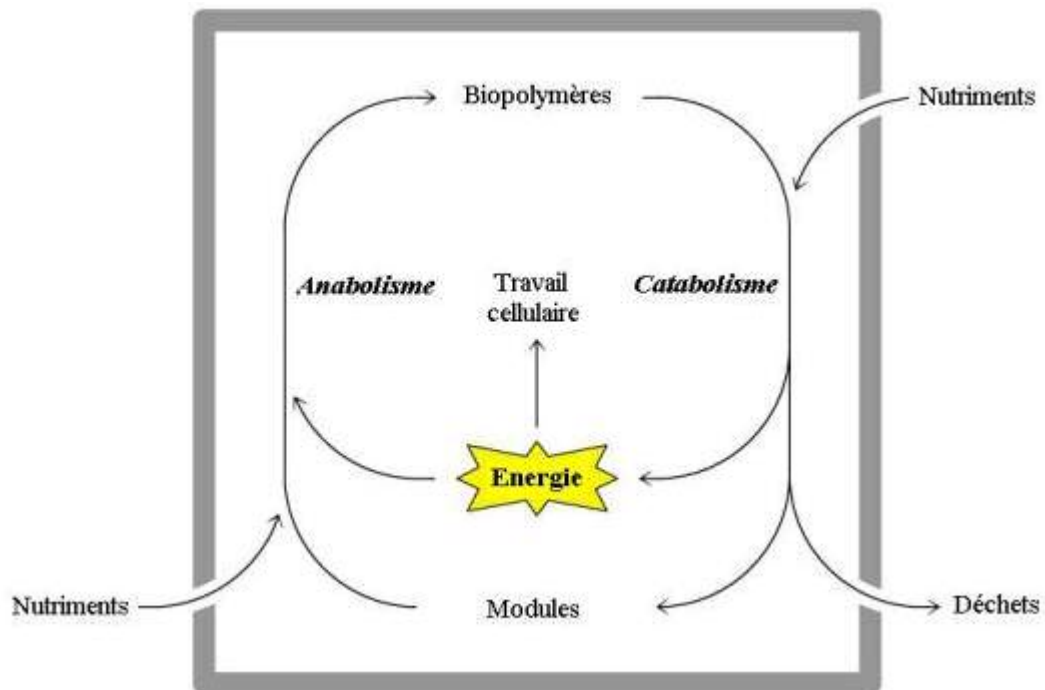 Biopolymères
Nutriments
Anabolisme
Travail
cellulaire
Catabolisme
Energie
Nutriments
Modules
Déchets